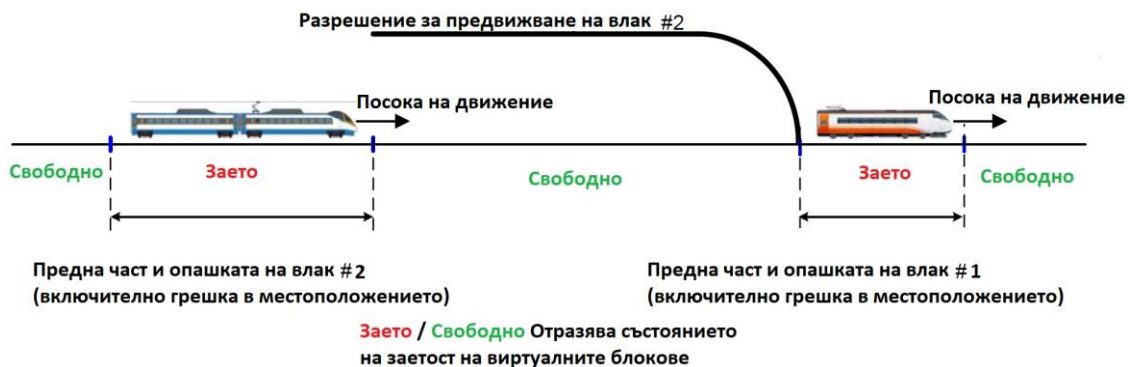 Разрешение за предвижване на влак #2
Посока на движение
Посока на движение
Свободно
Заето
Свободно
Заето
Свободно
Предна част и опашката на влак #2
(включително грешка в местоположението)
Предна част и опашката на влак #1
(включително грешка в местоположението)
Заето / Свободно Отразява състоянието
на заетост на виртуалните блокове